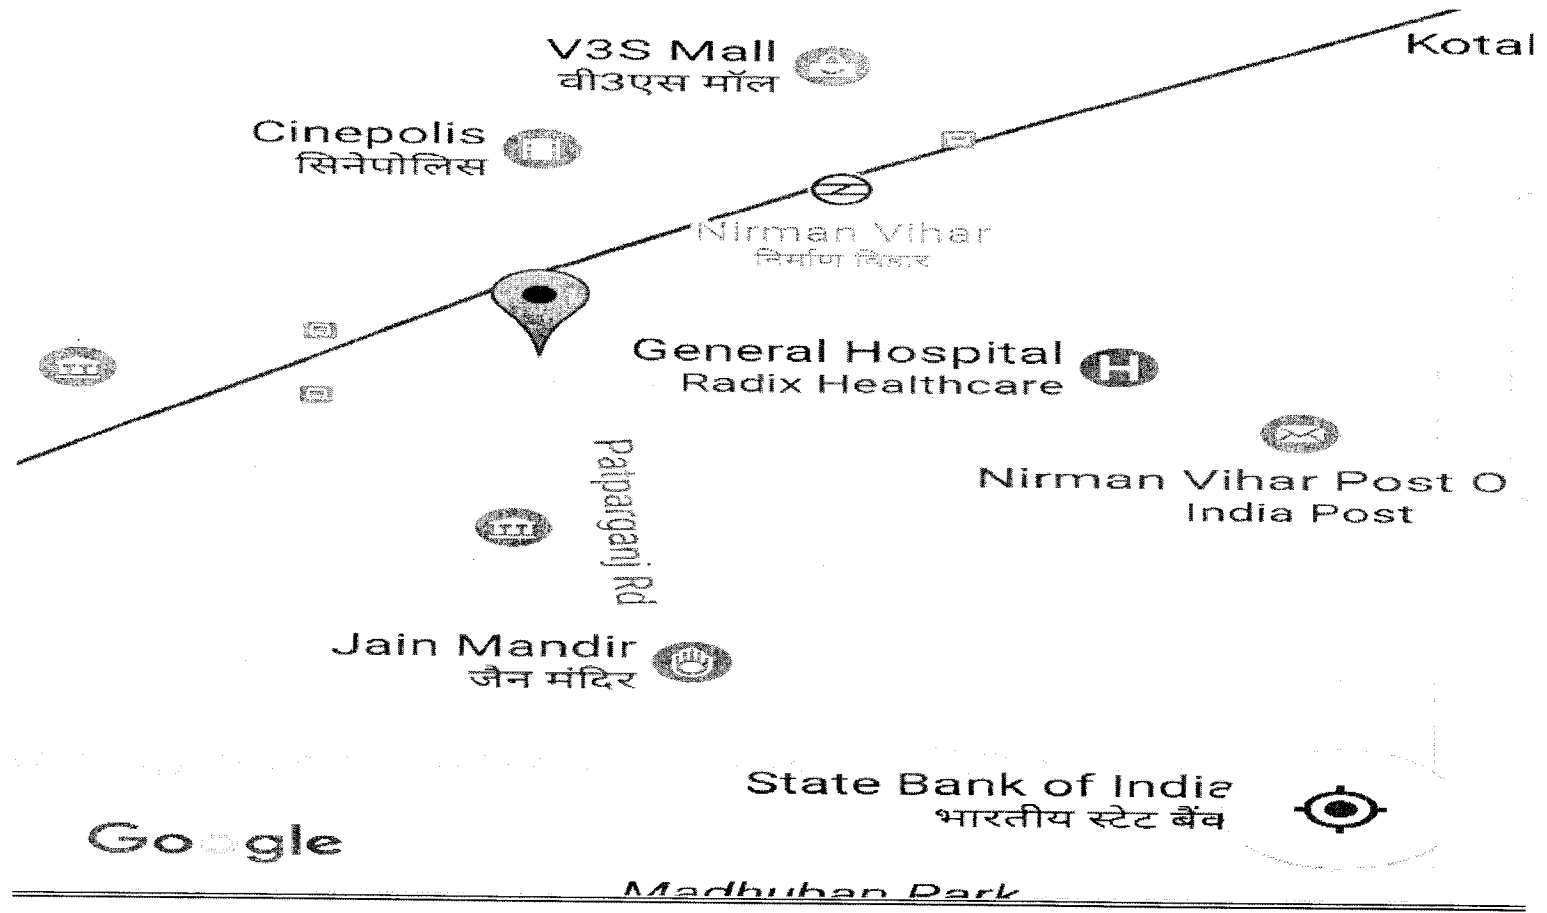 Kotal
V3S Mall
वी3एस मॉल
Cinepolis
सिनेपोलिस
Nirman Vihar
निर्माण विहार
General Hospital
Radix Healthcare
Patparganj Rd
Nirman Vihar Post O
India Post
Jain Mandir
जैन मंदिर
State Bank of India
भारतीय स्टेट बैंक
Google
Madhuban Park